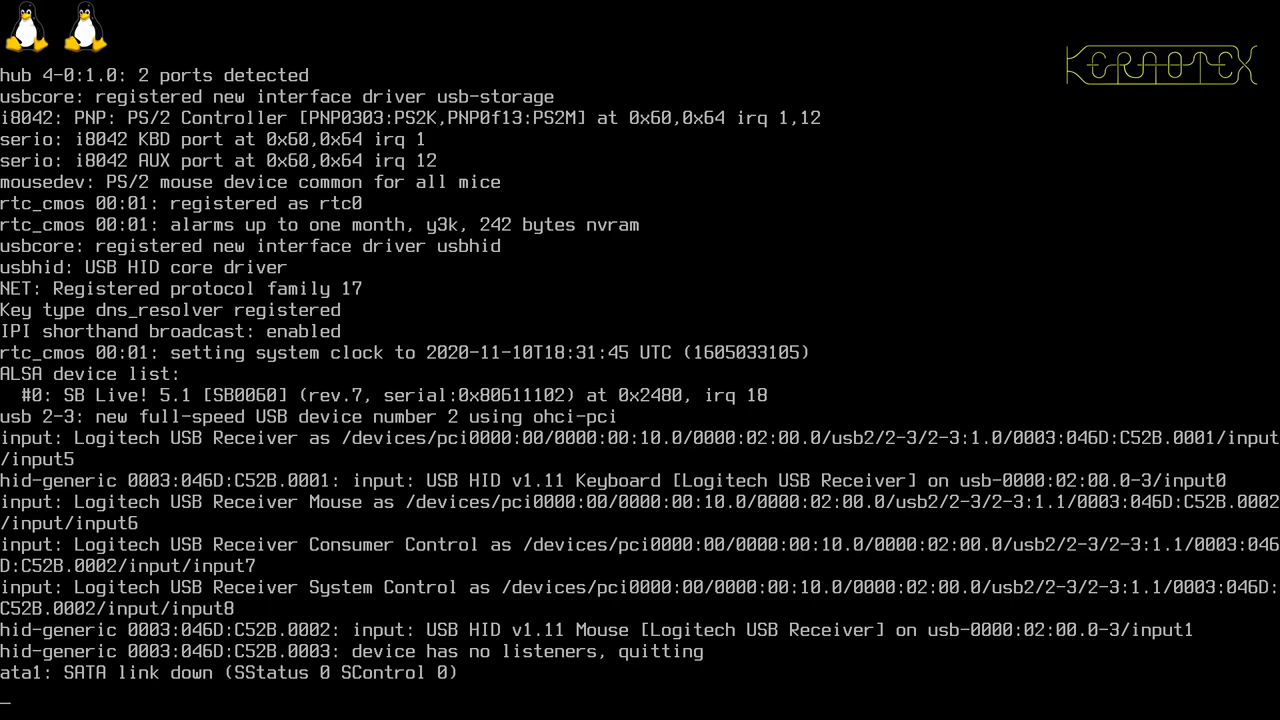 KERNOTEX
hub 4-0:1.0: 2 ports detected
usbcore: registered new interface driver usb-storage
i8042: PNP: PS/2 Controller [PNP0303:PS2K,PNP0f13:PS2M] at 0x60,0x64 irq 1,12
serio: i8042 KBD port at 0x60,0x64 irq 1
serio: i8042 AUX port at 0x60,0x64 irq 12
mousedev: PS/2 mouse device common for all mice
rtc_cmos 00:01: registered as rtc0
rtc_cmos 00:01: alarms up to one month, y3k, 242 bytes nvram
usbcore: registered new interface driver usbhid
usbhid: USB HID core driver
NET: Registered protocol family 17
Key type dns_resolver registered
IPI shorthand broadcast: enabled
rtc_cmos 00:01: setting system clock to 2020-11-10T18:31:45 UTC (1605033105)
ALSA device list:
  #0: SB Live! 5.1 [SB0060] (rev.7, serial:0x80611102) at 0x2480, irq 18
usb 2-3: new full-speed USB device number 2 using ohci-pci
input: Logitech USB Receiver as /devices/pci0000:00/0000:00:10.0/0000:02:00.0/usb2/2-3/2-3:1.0/0003:046D:C52B.0001/input
/input5
hid-generic 0003:046D:C52B.0001: input: USB HID v1.11 Keyboard [Logitech USB Receiver] on usb-0000:02:00.0-3/input0
input: Logitech USB Receiver Mouse as /devices/pci0000:00/0000:00:10.0/0000:02:00.0/usb2/2-3/2-3:1.1/0003:046D:C52B.0002
/input/input6
input: Logitech USB Receiver Consumer Control as /devices/pci0000:00/0000:00:10.0/0000:02:00.0/usb2/2-3/2-3:1.1/0003:046
D:C52B.0002/input/input7
input: Logitech USB Receiver System Control as /devices/pci0000:00/0000:00:10.0/0000:02:00.0/usb2/2-3/2-3:1.1/0003:046D:
C52B.0002/input/input8
hid-generic 0003:046D:C52B.0002: input: USB HID v1.11 Mouse [Logitech USB Receiver] on usb-0000:02:00.0-3/input1
hid-generic 0003:046D:C52B.0003: device has no listeners, quitting
ata1: SATA link down (SStatus 0 SControl 0)
_